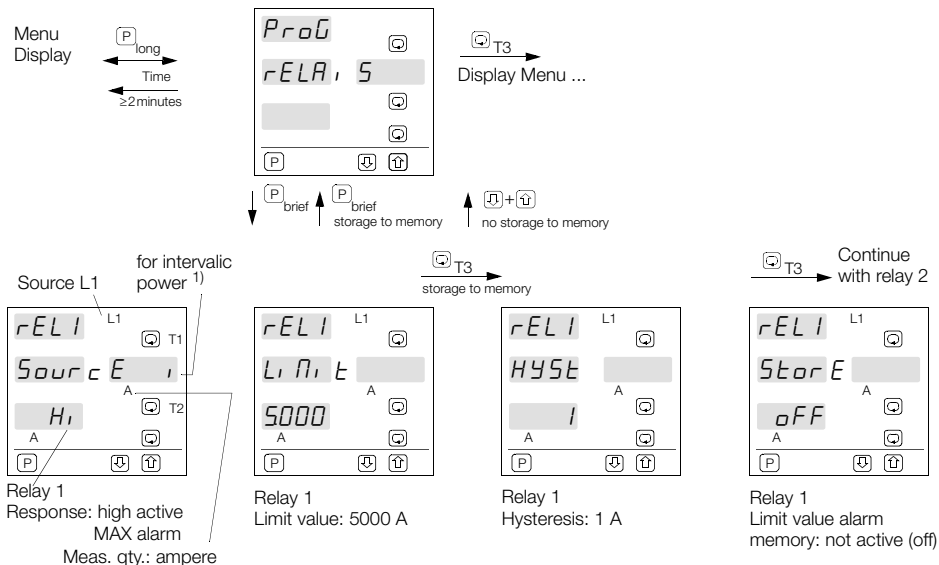 Menu
Display
P long
Time
≥2minutes
ProG
rELAi S
P
T3
Display Menu ...
P brief
P brief
storage to memory
+
no storage to memory
Source L1
for intervalic
power 1)
T3
storage to memory
T3
Continue
with relay 2
rEL1 L1
T1
SourcE i
A
T2
Hi
A
P
Relay 1
Response: high active
MAX alarm
Meas. qty.: ampere
rEL1 L1
LiMit
A
5.000
A
P
Relay 1
Limit value: 5000 A
rEL1 L1
HYSt
A
1
A
P
Relay 1
Hysteresis: 1 A
rEL1 L1
StorE
A
oFF
A
P
Relay 1
Limit value alarm
memory: not active (off)